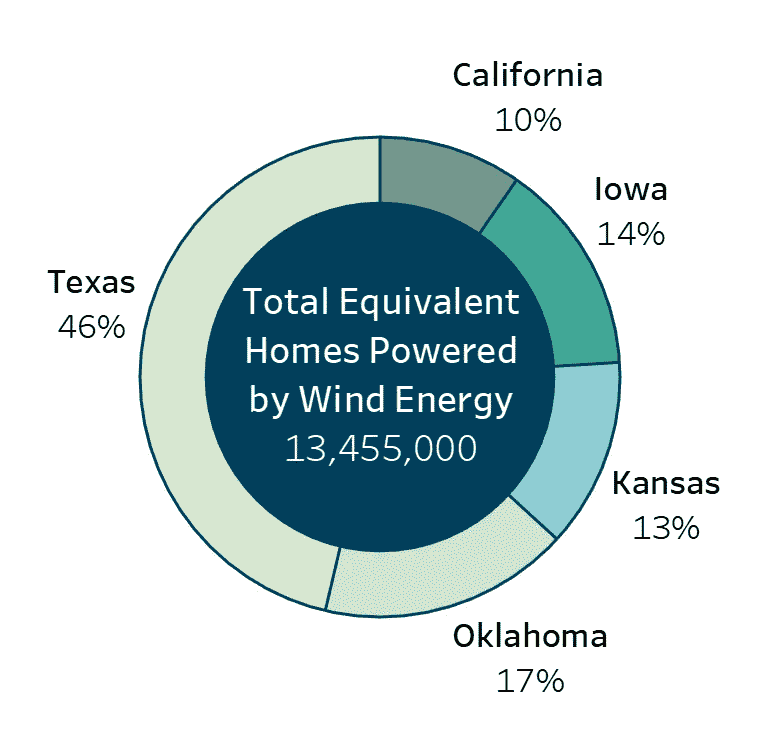 California
10%
Iowa
14%
Texas
46%
Total Equivalent
Homes Powered
by Wind Energy
13,455,000
Kansas
13%
Oklahoma
17%